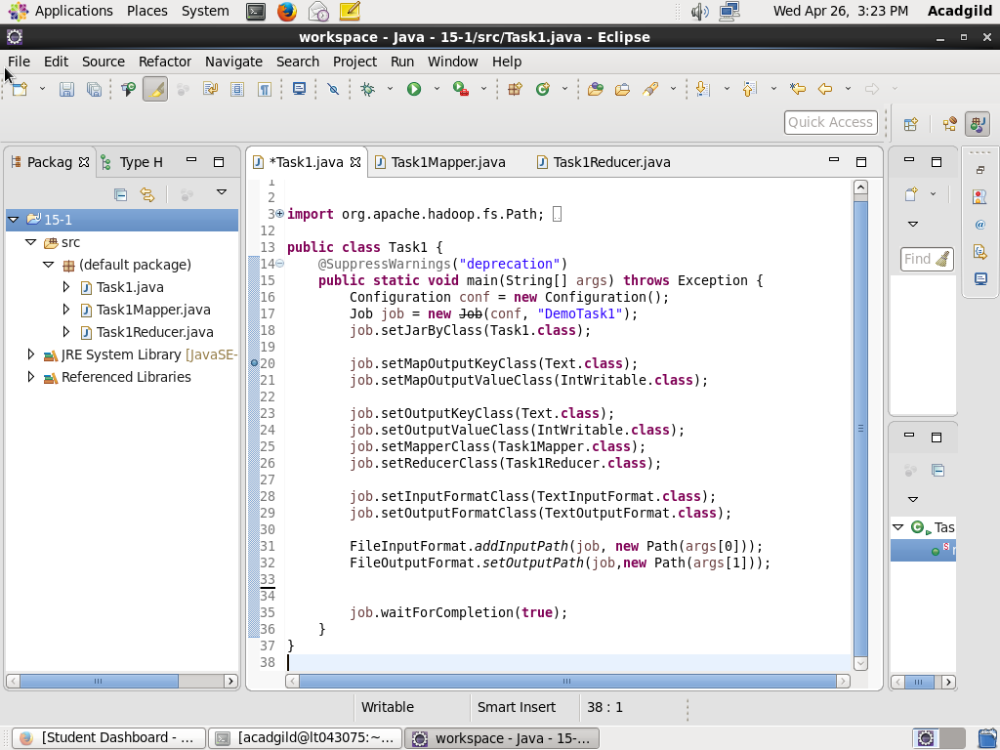 Applications Places System Wed Apr 26, 3:23 PM Acadgild
workspace - Java - 15-1/src/Task1.java - Eclipse
File Edit Source Refactor Navigate Search Project Run Window Help
Quick Access
Packag Type H *Task1.java Task1Mapper.java Task1Reducer.java
15-1
src
(default package)
Task1.java
Task1Mapper.java
Task1Reducer.java
JRE System Library [JavaSE-
Referenced Libraries
1
2
3 import org.apache.hadoop.fs.Path;
12
13 public class Task1 {
14 @SuppressWarnings("deprecation")
15 public static void main(String[] args) throws Exception {
16 Configuration conf = new Configuration();
17 Job job = new Job(conf, "DemoTask1");
18 job.setJarByClass(Task1.class);
19
20 job.setMapOutputKeyClass(Text.class);
21 job.setMapOutputValueClass(IntWritable.class);
22
23 job.setOutputKeyClass(Text.class);
24 job.setOutputValueClass(IntWritable.class);
25 job.setMapperClass(Task1Mapper.class);
26 job.setReducerClass(Task1Reducer.class);
27
28 job.setInputFormatClass(TextInputFormat.class);
29 job.setOutputFormatClass(TextOutputFormat.class);
30
31 FileInputFormat.addInputPath(job, new Path(args[0]));
32 FileOutputFormat.setOutputPath(job,new Path(args[1]));
33
34
35 job.waitForCompletion(true);
36 }
37 }
38
Find
Tas
Writable Smart Insert 38 : 1
[Student Dashboard - ... [acadgild@lt043075:~... workspace - Java - 15-...